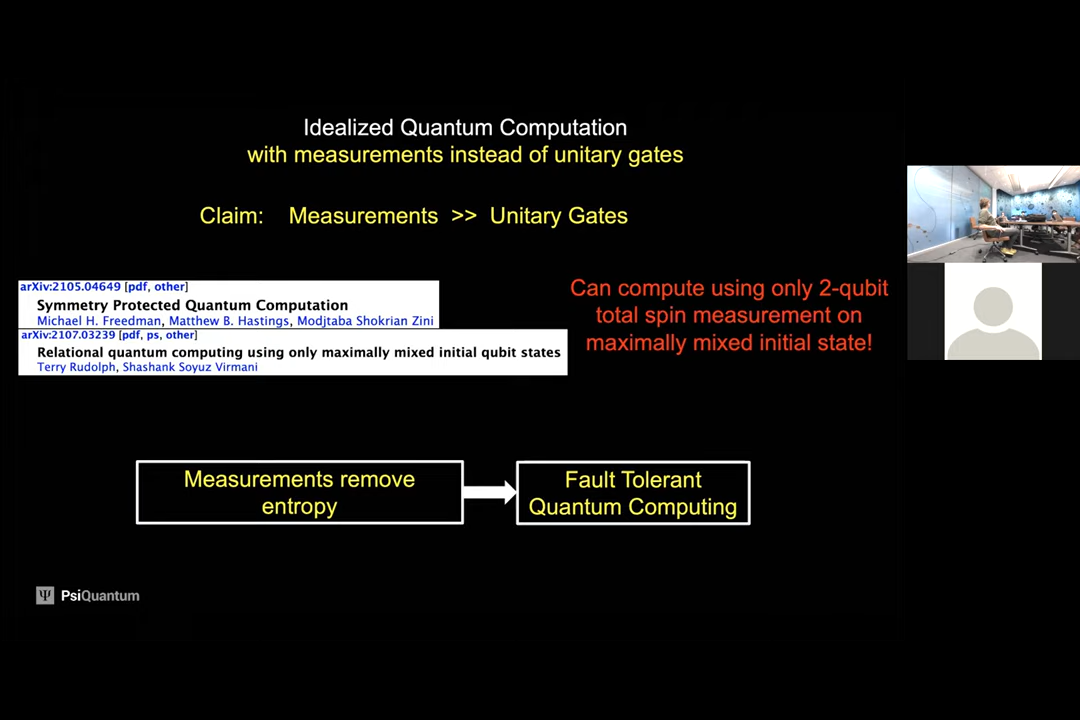 Idealized Quantum Computation
with measurements instead of unitary gates
Claim: Measurements >> Unitary Gates
arXiv:2105.04649 [pdf, other]
Symmetry Protected Quantum Computation
Michael H. Freedman, Matthew B. Hastings, Modjtaba Shokrian Zini
arXiv:2107.03239 [pdf, ps, other]
Relational quantum computing using only maximally mixed initial qubit states
Terry Rudolph, Shashank Soyuz Virmani
Can compute using only 2-qubit
total spin measurement on
maximally mixed initial state!
Measurements remove
entropy
Fault Tolerant
Quantum Computing
Ψ PsiQuantum